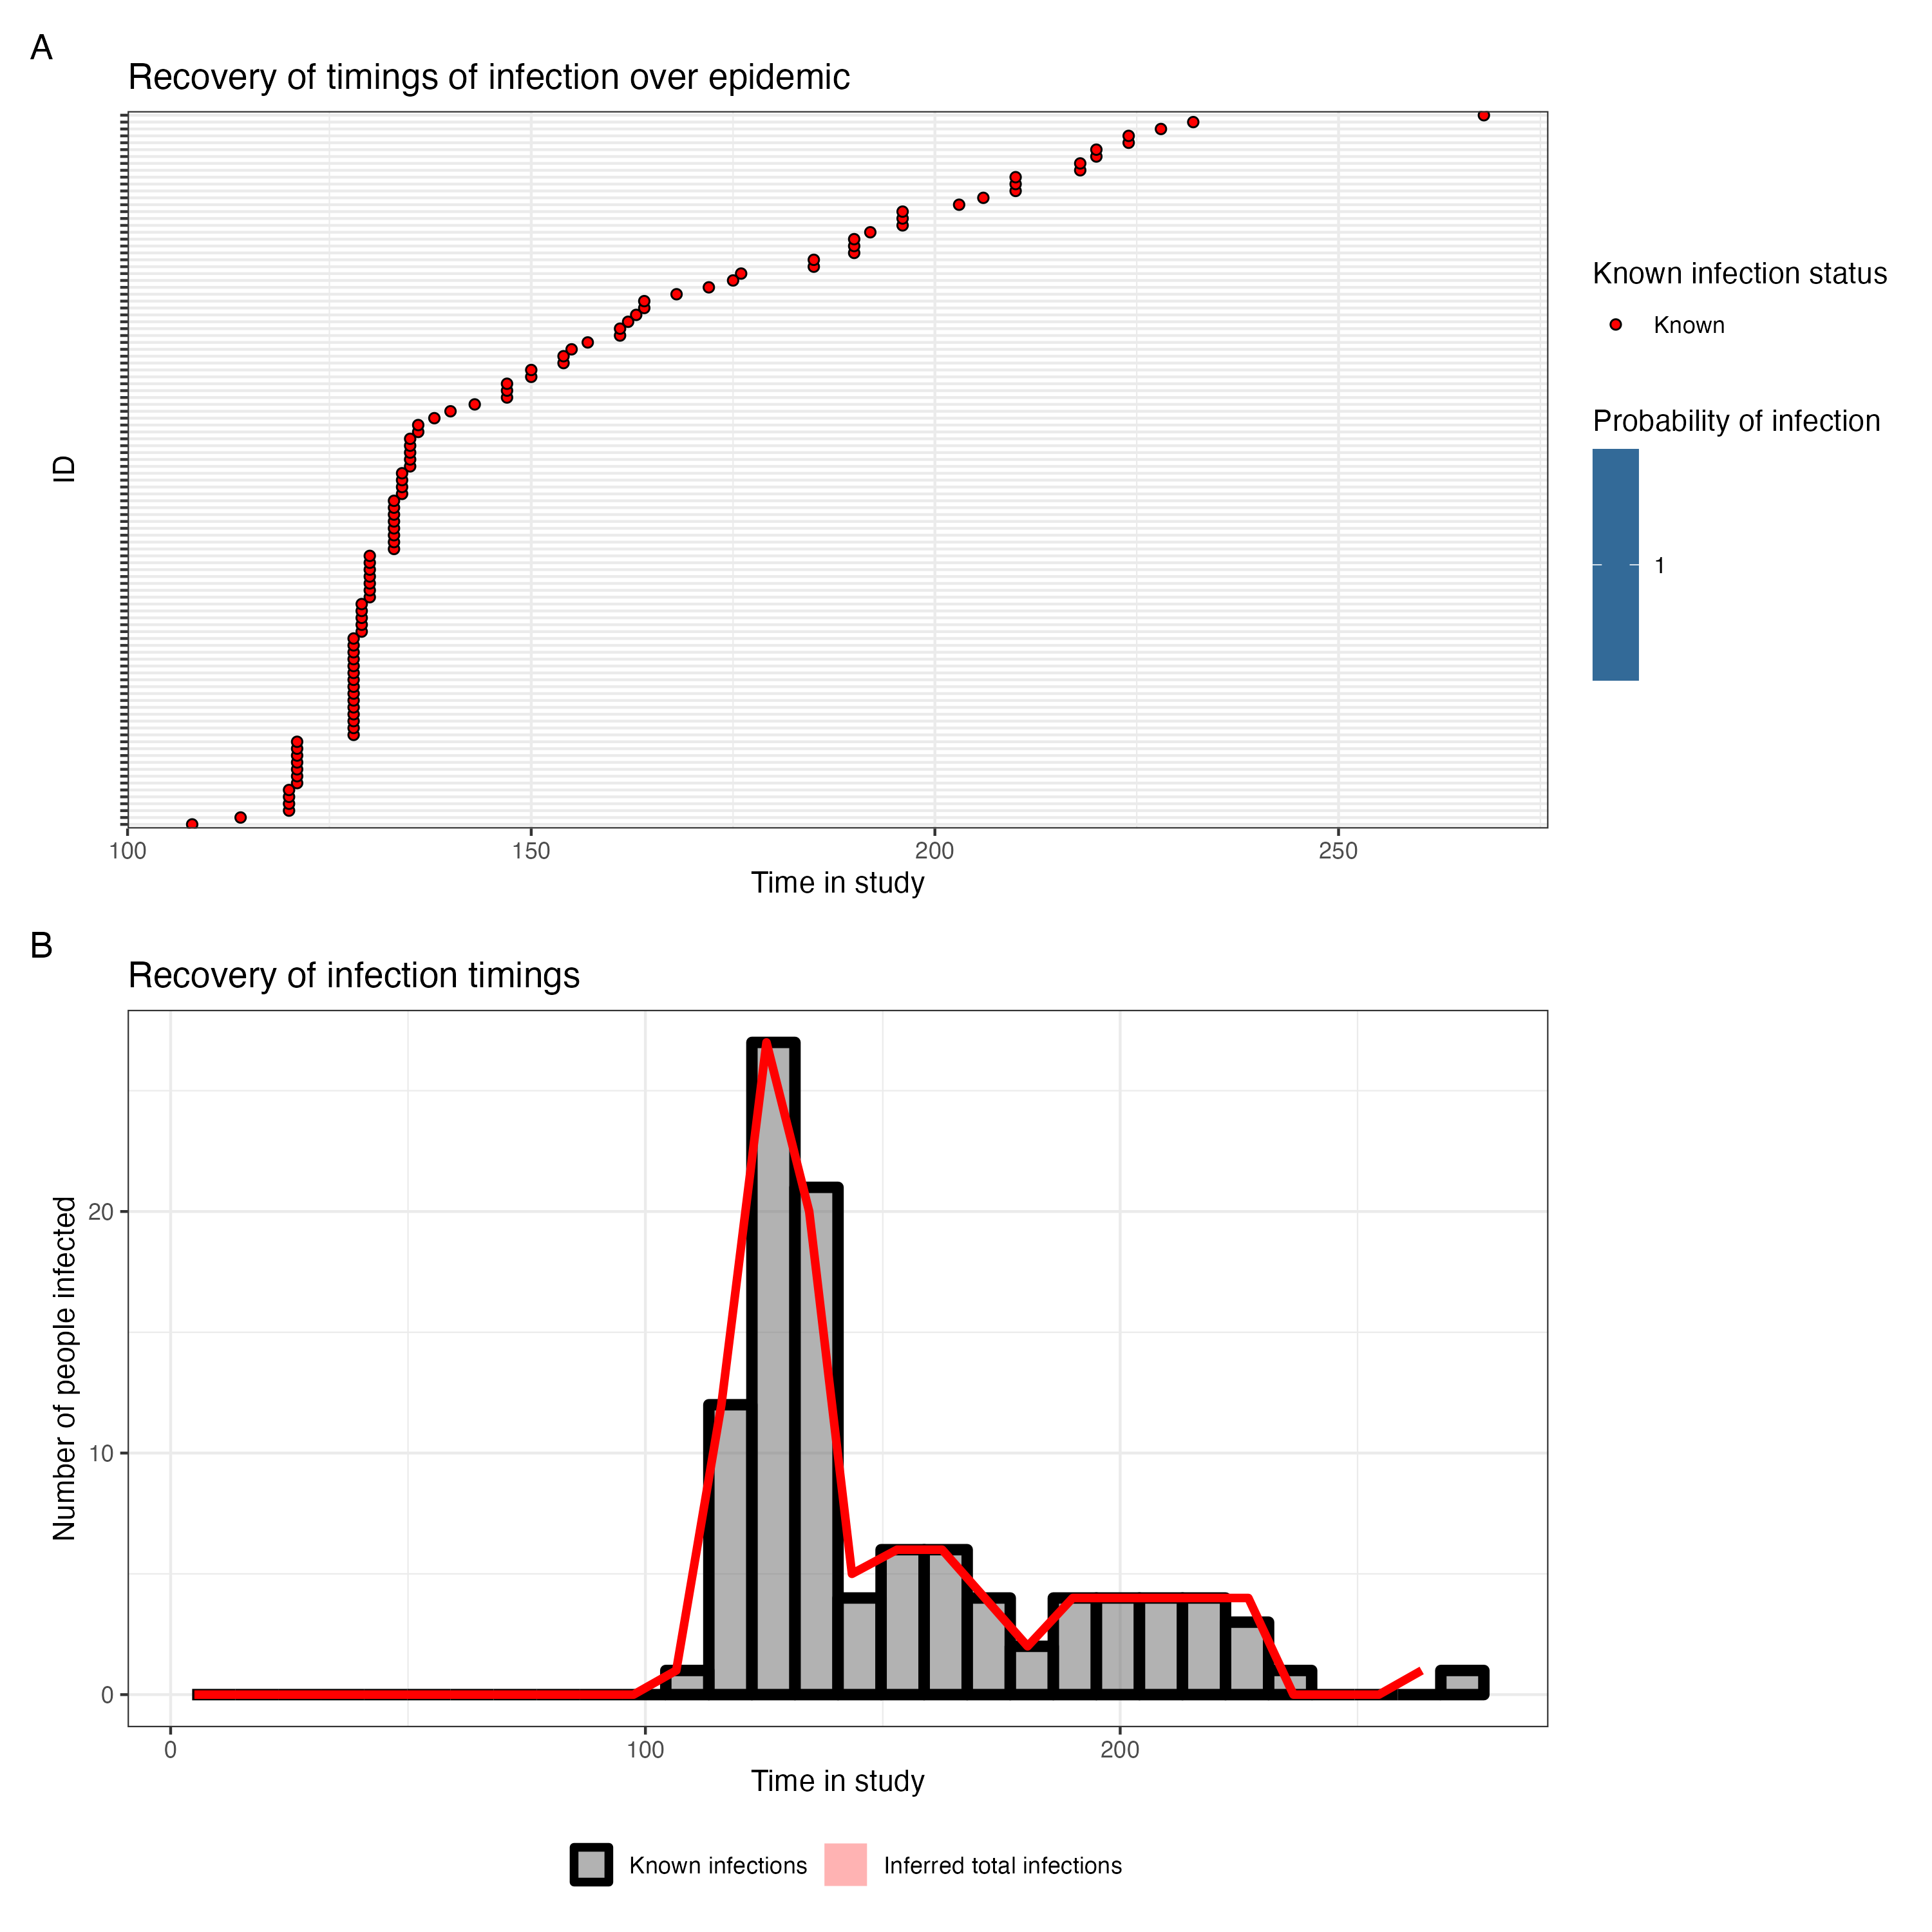 A
Recovery of timings of infection over epidemic
ID
100 150 200 250
Time in study
Known infection status
Known
Probability of infection
1
B
Recovery of infection timings
Number of people infected
20
10
0
0 100 200
Time in study
Known infections Inferred total infections